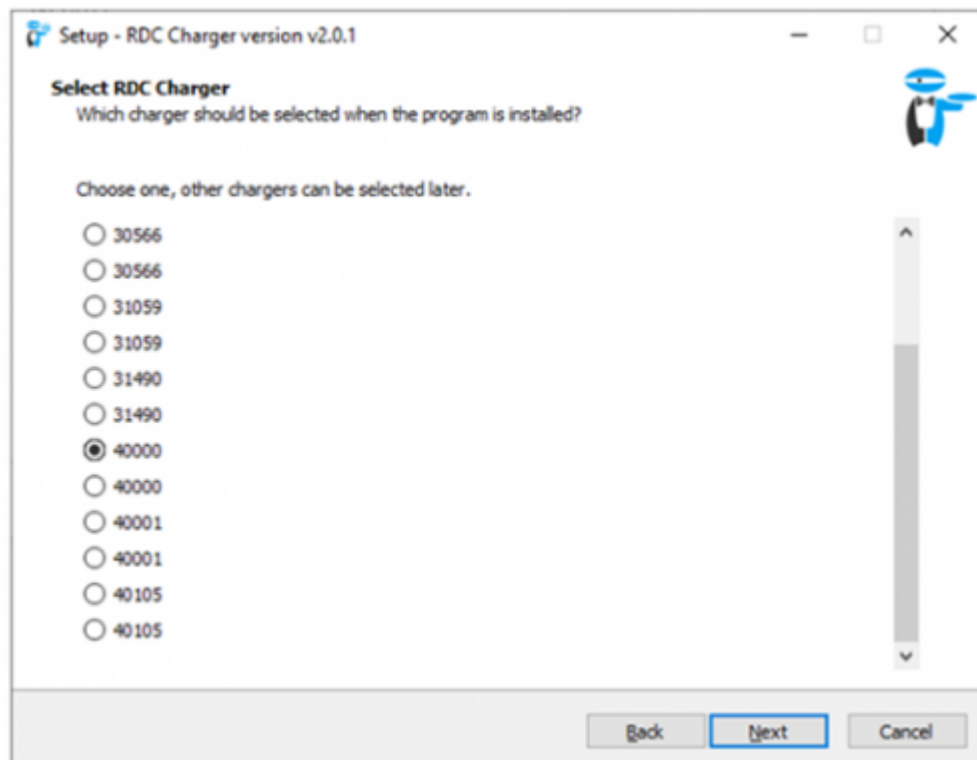 Setup - RDC Charger version v2.0.1
Select RDC Charger
Which charger should be selected when the program is installed?
Choose one, other chargers can be selected later.
30566
30566
31059
31059
31490
31490
40000
40000
40001
40001
40105
40105
Back Next Cancel